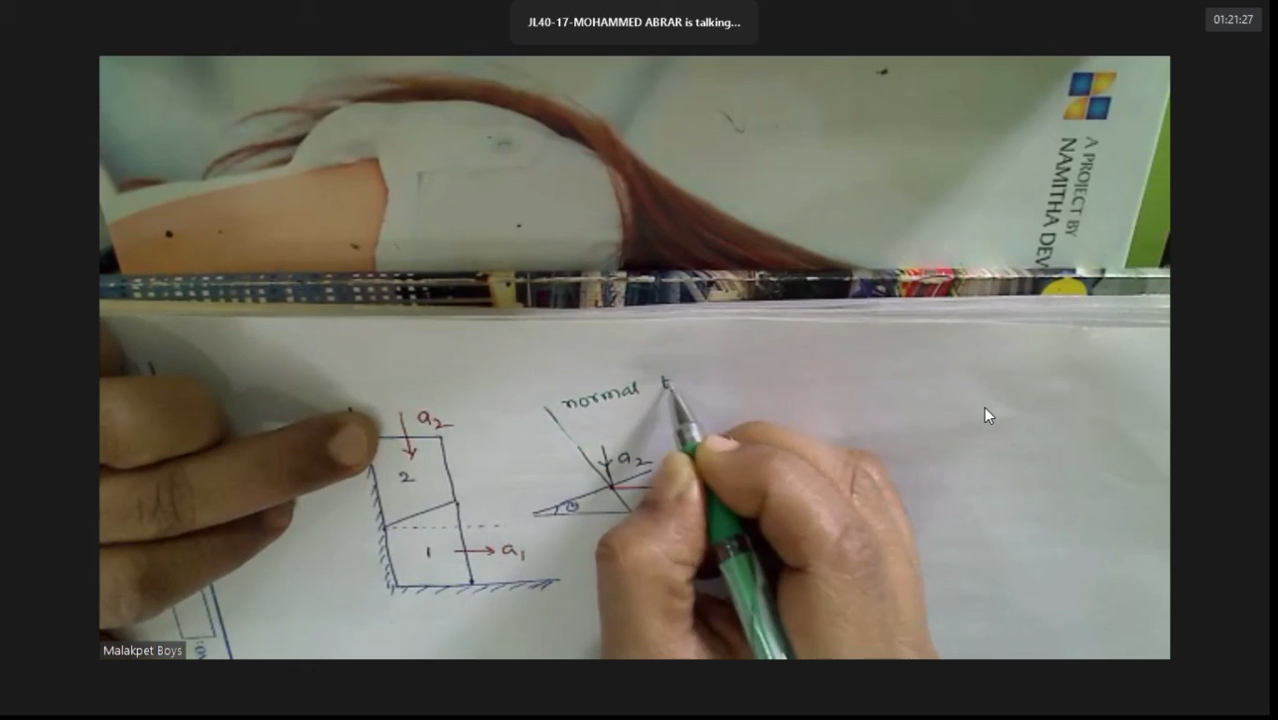 JL40-17-MOHAMMED ABRAR is talking...
01:21:27
A PROJECT BY
NAMITHA DEV
normal t
a2
2
1
a1
a2
θ
Malakpet Boys